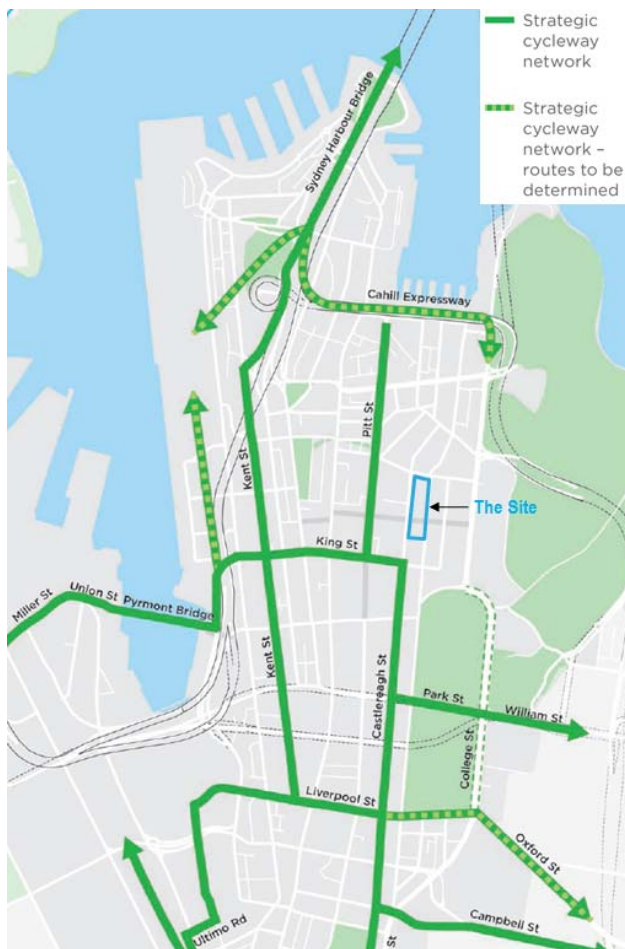 Strategic
cycleway
network
Strategic
cycleway
network –
routes to be
determined
Sydney Harbour Bridge
Cahill Expressway
Pitt St
Kent St
The Site
King St
Miller St
Union St
Pyrmont Bridge
Kent St
Castlereagh St
Park St
William St
College St
Liverpool St
Oxford St
Ultimo Rd
Campbell St
St